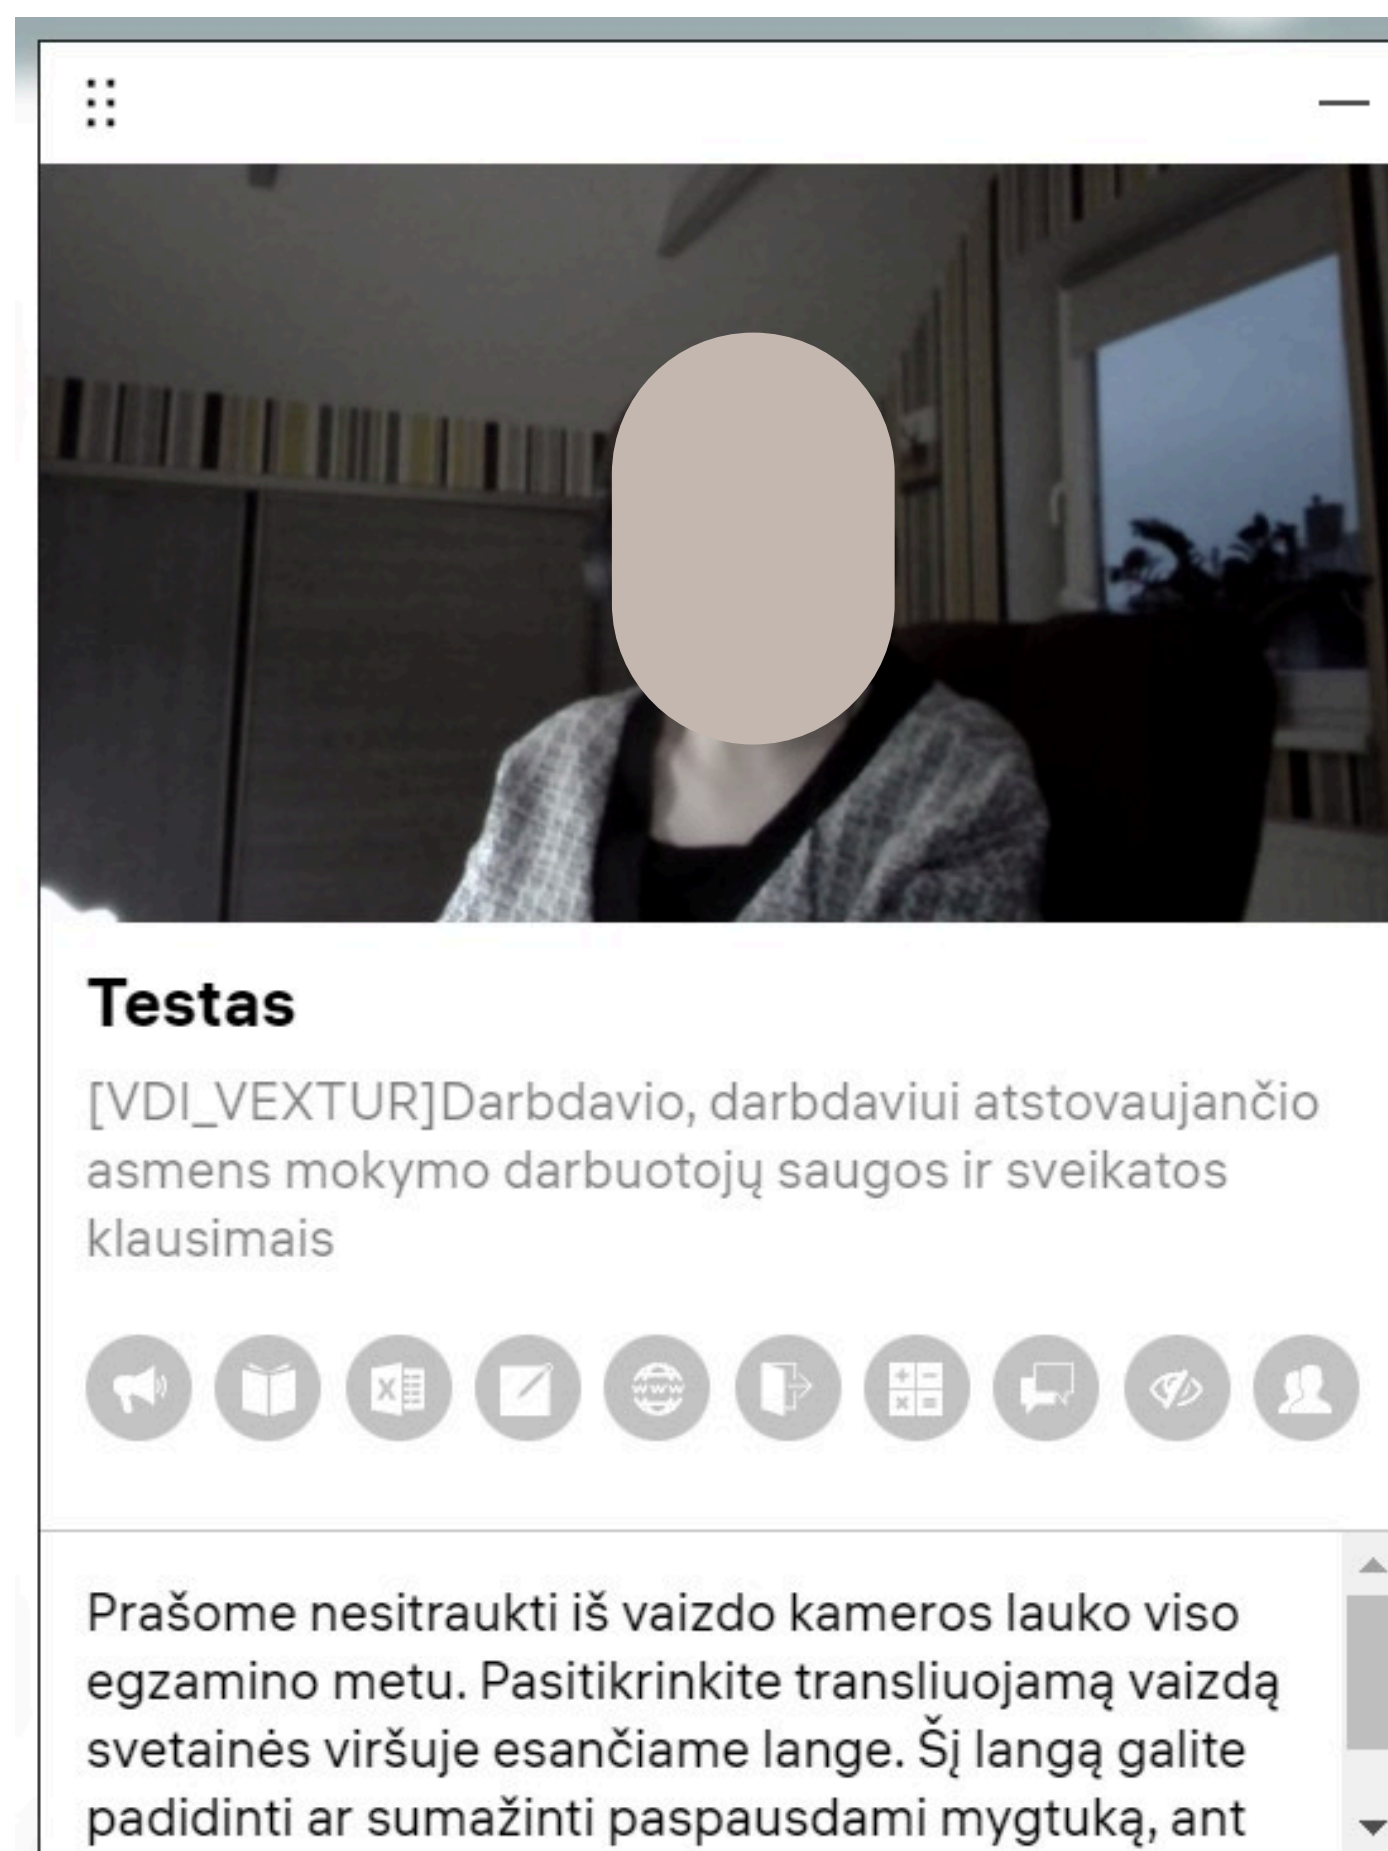 Testas
[VDI_VEXTUR]Darbdavio, darbdaviui atstovaujančio
asmens mokymo darbuotojų saugos ir sveikatos
klausimais
X
www
Prašome nesitraukti iš vaizdo kameros lauko viso
egzamino metu. Pasitikrinkite transliuojamą vaizdą
svetainės viršuje esančiame lange. Šį langą galite
padidinti ar sumažinti paspausdami mygtuką, ant